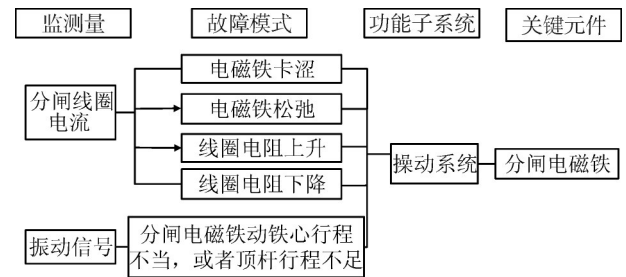 监测量
故障模式
功能子系统
关键元件
分闸线圈
电流
电磁铁卡涩
电磁铁松弛
线圈电阻上升
线圈电阻下降
振动信号
分闸电磁铁动铁心行程
不当，或者顶杆行程不足
操动系统
分闸电磁铁